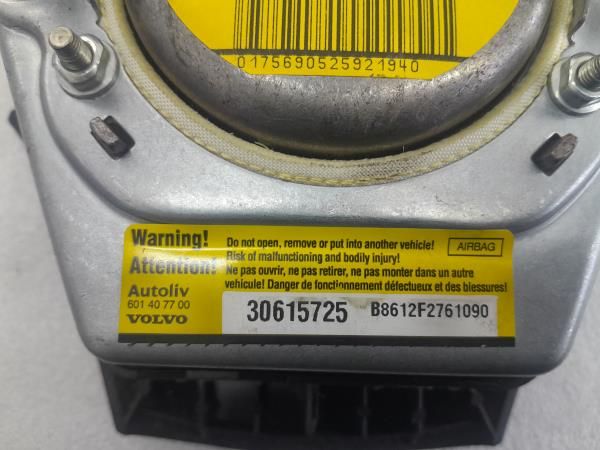 0175690525921940
Warning!
Attention!
Do not open, remove or put into another vehicle!
AIRBAG
Risk of malfunctioning and bodily injury!
Ne pas ouvrir, ne pas retirer, ne pas monter dans un autre
véhicule! Danger de fonctionnement défectueux et des blessures!
Autoliv
601 40 77 00
VOLVO
30615725
B8612F2761090